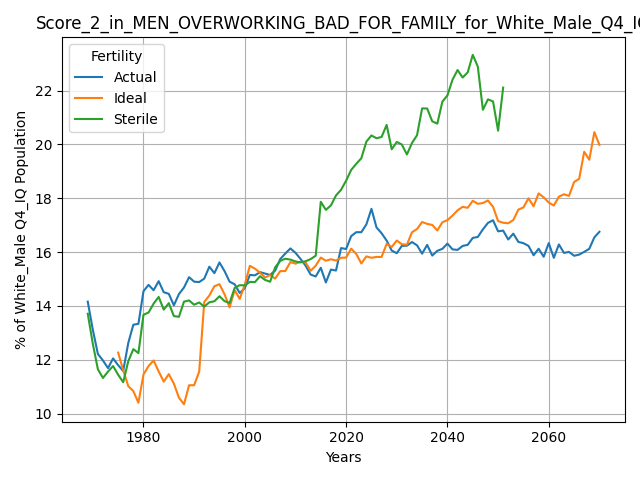 Score_2_in_MEN_OVERWORKING_BAD_FOR_FAMILY_for_White_Male_Q4_IQ
Fertility
Actual
Ideal
Sterile
% of White_Male Q4_IQ Population
22
20
18
16
14
12
10
1980
2000
2020
2040
2060
Years